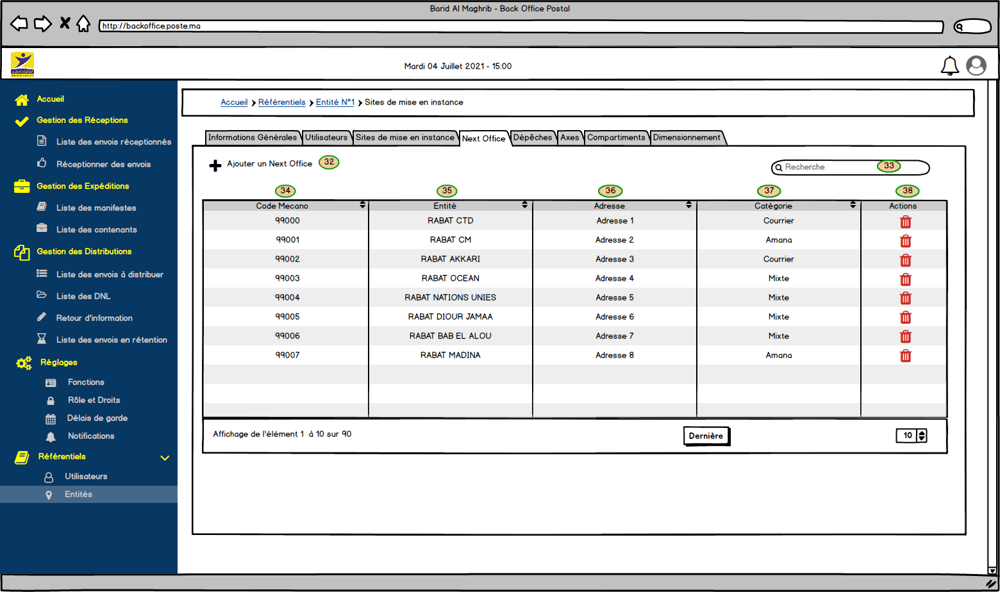 Barid Al Maghrib - Back Office Postal
http://backoffice.poste.ma
Mardi 04 Juillet 2021 - 15:00
Accueil
Gestion des Réceptions
Liste des envois réceptionnés
Réceptionner des envois
Gestion des Expéditions
Liste des manifestes
Liste des contenants
Gestion des Distributions
Liste des envois à distribuer
Liste des DNL
Retour d'information
Liste des envois en rétention
Réglages
Fonctions
Rôle et Droits
Délais de garde
Notifications
Référentiels
Utilisateurs
Entités
Accueil > Référentiels > Entité N°1 > Sites de mise en instance
Informations Générales Utilisateurs Sites de mise en instance Next Office Dépêches Axes Compartiments Dimensionnement
Ajouter un Next Office 32 Recherche 33
34 35 36 37 38
Code Mecano Entité Adresse Catégorie Actions
99000 RABAT CTD Adresse 1 Courrier
99001 RABAT CM Adresse 2 Amana
99002 RABAT AKKARI Adresse 3 Courrier
99003 RABAT OCEAN Adresse 4 Mixte
99004 RABAT NATIONS UNIES Adresse 5 Mixte
99005 RABAT DIOUR JAMAA Adresse 6 Mixte
99006 RABAT BAB EL ALOU Adresse 7 Mixte
99007 RABAT MADINA Adresse 8 Amana
Affichage de l'élément 1 à 10 sur 90 Dernière 10